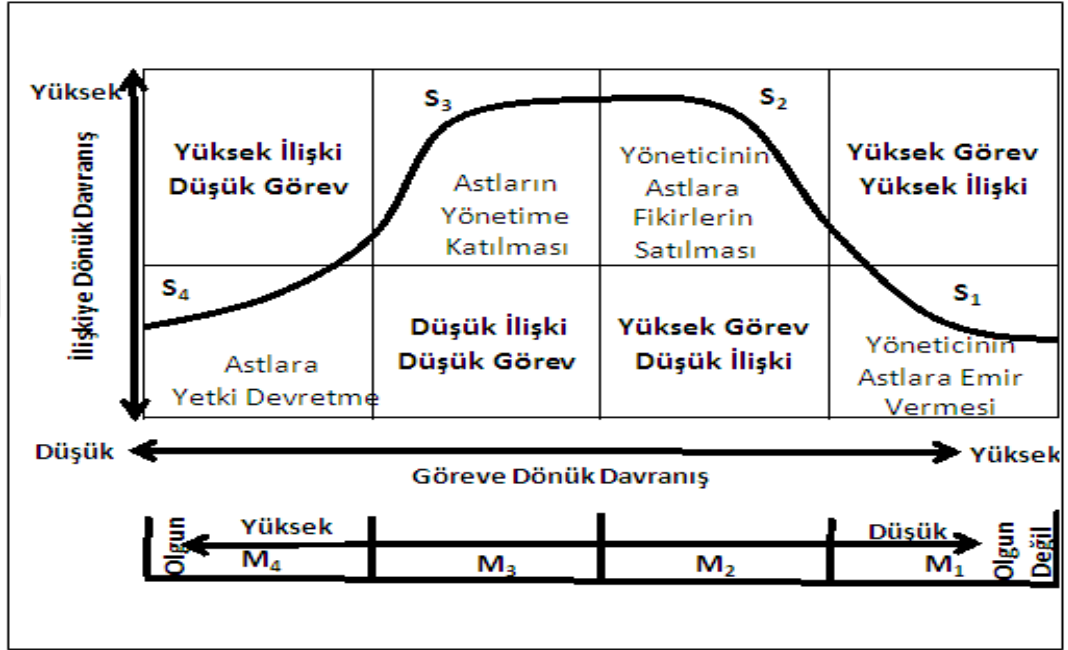 Yüksek
İlişkiye Dönük Davranış
Düşük
S3
S2
Yüksek İlişki
Düşük Görev
Astların
Yönetime
Katılması
Yöneticinin
Astlara
Fikirlerin
Satılması
Yüksek Görev
Yüksek İlişki
S4
S1
Astlara
Yetki Devretme
Düşük İlişki
Düşük Görev
Yüksek Görev
Düşük İlişki
Yöneticinin
Astlara Emir
Vermesi
Yüksek
Göreve Dönük Davranış
Olgun
Yüksek
Düşük
Olgun
Değil
M4
M3
M2
M1